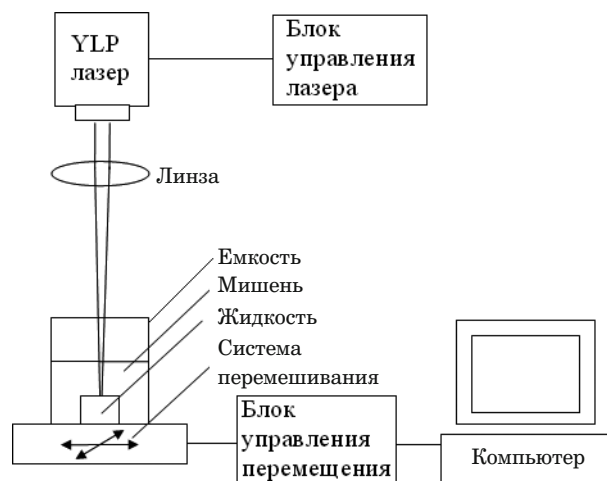 YLP
лазер
Блок
управления
лазера
Линза
Емкость
Мишень
Жидкость
Система
перемешивания
Блок
управления
перемещения
Компьютер